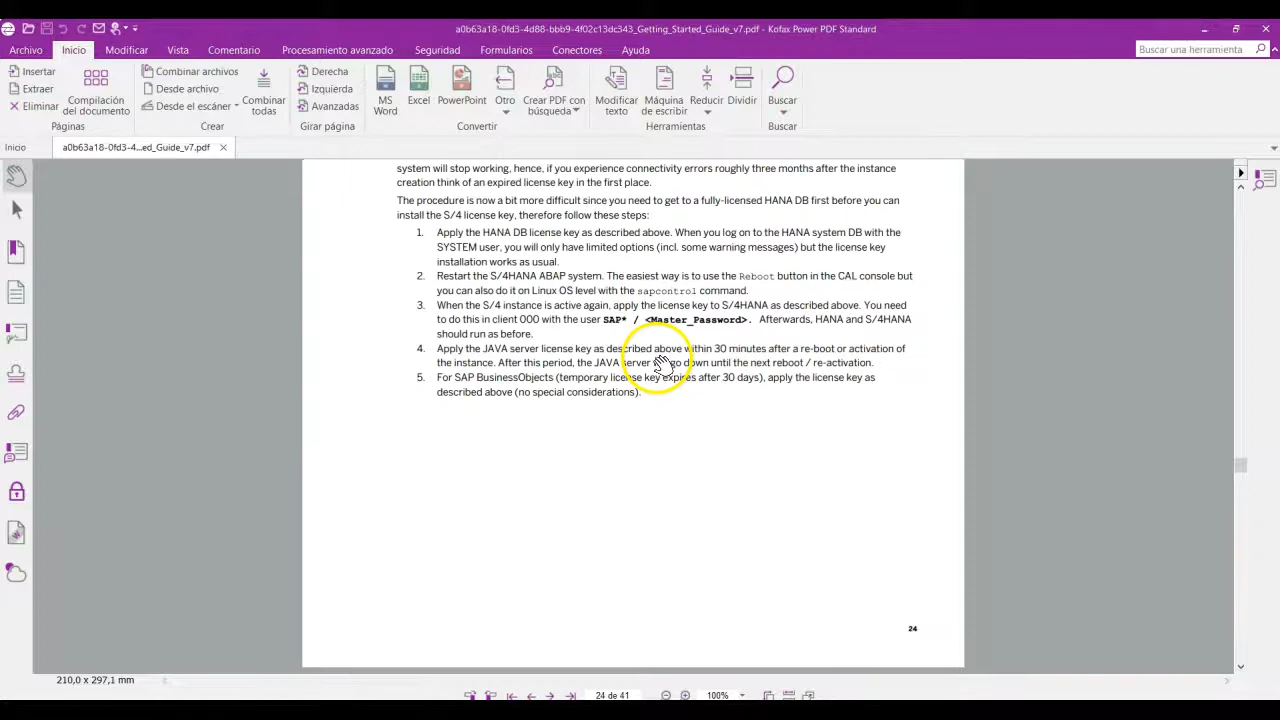 a0b63a18-0fd3-4d88-bbb9-4f02c13dc343_Getting_Started_Guide_v7.pdf - Kofax Power PDF Standard
Archivo Inicio Modificar Vista Comentario Procesamiento avanzado Seguridad Formularios Conectores Ayuda Buscar una herramienta
Insertar
Extraer
Eliminar
Compilación
del documento
Páginas
Combinar archivos
Desde archivo
Desde el escáner
Combinar
todas
Crear
Derecha
Izquierda
Avanzadas
Girar página
MS
Word
Excel
PowerPoint
Otro
Crear PDF con
búsqueda
Convertir
Modificar
texto
Máquina
de escribir
Reducir
Dividir
Herramientas
Buscar
Buscar
Inicio a0b63a18-0fd3-4...ed_Guide_v7.pdf
system will stop working, hence, if you experience connectivity errors roughly three months after the instance
creation think of an expired license key in the first place.
The procedure is now a bit more difficult since you need to get to a fully-licensed HANA DB first before you can
install the S/4 license key, therefore follow these steps:
1. Apply the HANA DB license key as described above. When you log on to the HANA system DB with the
SYSTEM user, you will only have limited options (incl. some warning messages) but the license key
installation works as usual.
2. Restart the S/4HANA ABAP system. The easiest way is to use the Reboot button in the CAL console but
you can also do it on Linux OS level with the sapcontrol command.
3. When the S/4 instance is active again, apply the license key to S/4HANA as described above. You need
to do this in client 000 with the user SAP* / <Master_Password>. Afterwards, HANA and S/4HANA
should run as before.
4. Apply the JAVA server license key as described above within 30 minutes after a re-boot or activation of
the instance. After this period, the JAVA server go down until the next reboot / re-activation.
5. For SAP BusinessObjects (temporary license key expires after 30 days), apply the license key as
described above (no special considerations).
24
210,0 x 297,1 mm
24 de 41 100%